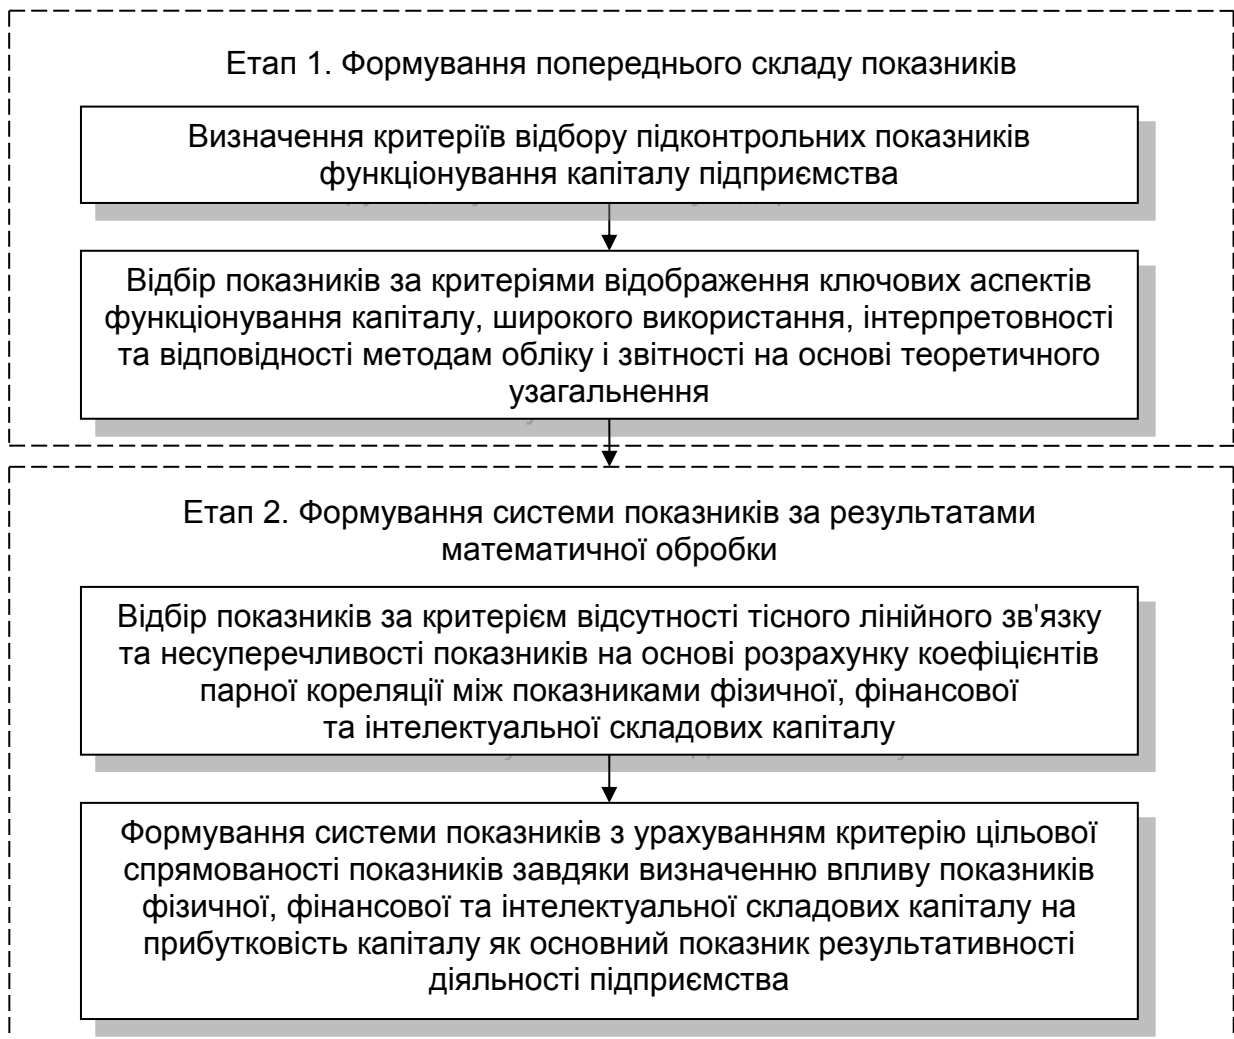 Етап 1. Формування попереднього складу показників
Визначення критеріїв відбору підконтрольних показників
функціонування капіталу підприємства
Відбір показників за критеріями відображення ключових аспектів
функціонування капіталу, широкого використання, інтерпретовності
та відповідності методам обліку і звітності на основі теоретичного
узагальнення
Етап 2. Формування системи показників за результатами
математичної обробки
Відбір показників за критерієм відсутності тісного лінійного зв'язку
та несуперечливості показників на основі розрахунку коефіцієнтів
парної кореляції між показниками фізичної, фінансової
та інтелектуальної складових капіталу
Формування системи показників з урахуванням критерію цільової
спрямованості показників завдяки визначенню впливу показників
фізичної, фінансової та інтелектуальної складових капіталу на
прибутковість капіталу як основний показник результативності
діяльності підприємства